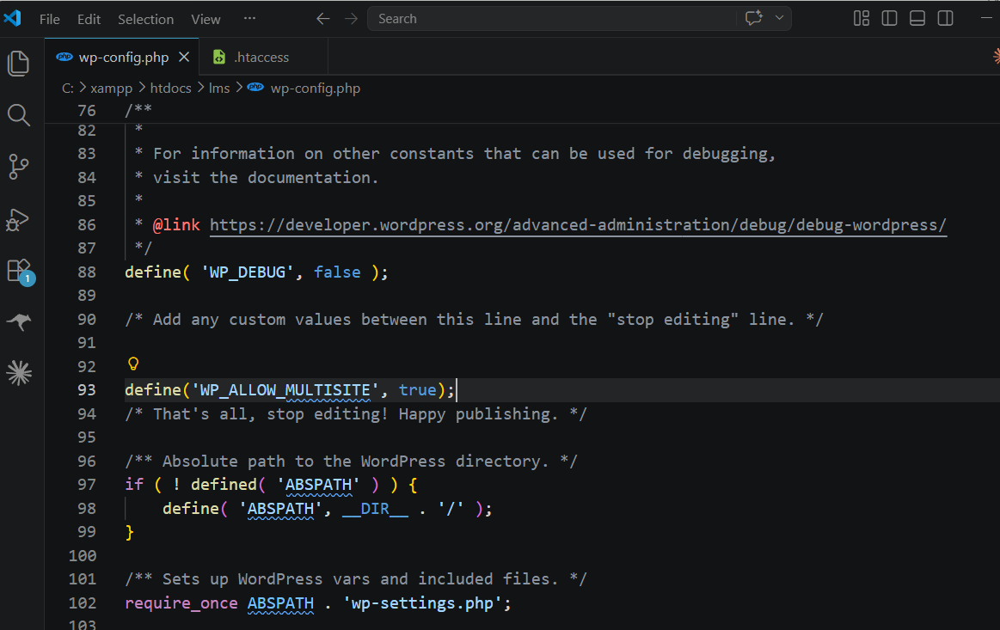 File Edit Selection View ··· Search
php wp-config.php .htaccess
C: > xampp > htdocs > lms > php wp-config.php
76 /**
82 *
83 * For information on other constants that can be used for debugging,
84 * visit the documentation.
85 *
86 * @link https://developer.wordpress.org/advanced-administration/debug/debug-wordpress/
87 */
88 define( 'WP_DEBUG', false );
89
90 /* Add any custom values between this line and the "stop editing" line. */
91
92
93 define('WP_ALLOW_MULTISITE', true);
94 /* That's all, stop editing! Happy publishing. */
95
96 /** Absolute path to the WordPress directory. */
97 if ( ! defined( 'ABSPATH' ) ) {
98 define( 'ABSPATH', __DIR__ . '/' );
99 }
100
101 /** Sets up WordPress vars and included files. */
102 require_once ABSPATH . 'wp-settings.php';
103
1